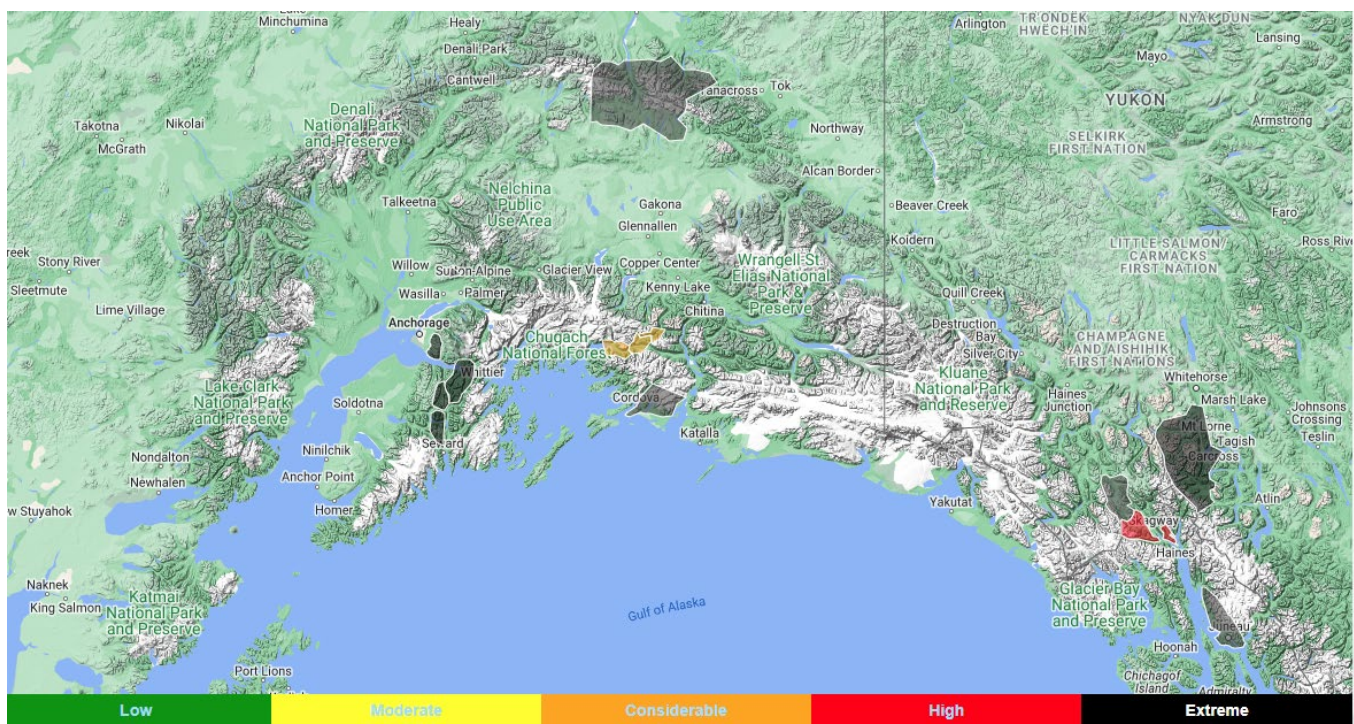 Lake
Minchumina
Healy
Denali Park
Cantwell
Denali
National Park
and Preserve
Takotna
Nikolai
McGrath
Tanacross
Tok
Northway
Alcan Border
Beaver Creek
Koidern
Arlington
TR'ONDËK
HWËCH'IN
NYAK DUN
Lansing
Mayo
YUKON
Armstrong
SELKIRK
FIRST NATION
Faro
Ross River
LITTLE SALMON/
CARMACKS
FIRST NATION
Talkeetna
Nelchina
Public
Use Area
Gakona
Glennallen
Copper Center
Kenny Lake
Chitina
Wrangell-St.
Elias National
Park &
Preserve
Quill Creek
Destruction
Bay
Silver City
Kluane
National Park
and Reserve
Haines
Junction
CHAMPAGNE
AND AISHIHIK
FIRST NATIONS
Whitehorse
Marsh Lake
Mt Lorne
Tagish
Carcross
Johnsons
Crossing
Teslin
Atlin
reek
Stony River
Sleetmute
Lime Village
Willow
Sutton-Alpine
Glacier View
Wasilla
Palmer
Anchorage
Chugach
National Forest
Whittier
Cordova
Katalla
Lake Clark
National Park
and Preserve
Soldotna
Seward
Ninilchik
Anchor Point
Homer
Nondalton
Newhalen
w Stuyahok
Yakutat
Skagway
Haines
Glacier Bay
National Park
and Preserve
Juneau
Hoonah
Chichagof
Island
Admiralty
Naknek
King Salmon
Katmai
National Park
and Preserve
Port Lions
Gulf of Alaska
Low
Moderate
Considerable
High
Extreme